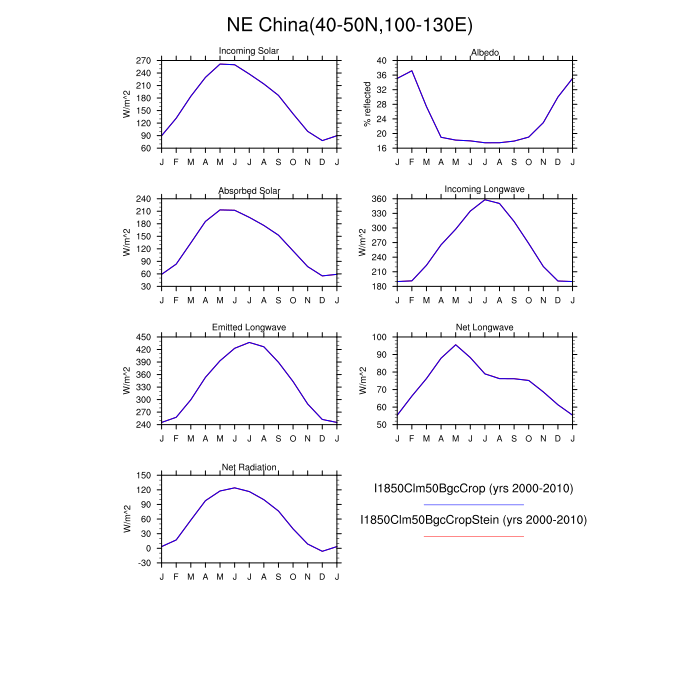 NE China(40-50N,100-130E)
Incoming Solar
W/m^2
270
240
210
180
150
120
90
60
J F M A M J J A S O N D J
Albedo
% reflected
40
36
32
28
24
20
16
J F M A M J J A S O N D J
Absorbed Solar
W/m^2
240
210
180
150
120
90
60
30
J F M A M J J A S O N D J
Incoming Longwave
W/m^2
360
330
300
270
240
210
180
J F M A M J J A S O N D J
Emitted Longwave
W/m^2
450
420
390
360
330
300
270
240
J F M A M J J A S O N D J
Net Longwave
W/m^2
100
90
80
70
60
50
J F M A M J J A S O N D J
Net Radiation
W/m^2
150
120
90
60
30
0
-30
J F M A M J J A S O N D J
I1850Clm50BgcCrop (yrs 2000-2010)
I1850Clm50BgcCropStein (yrs 2000-2010)